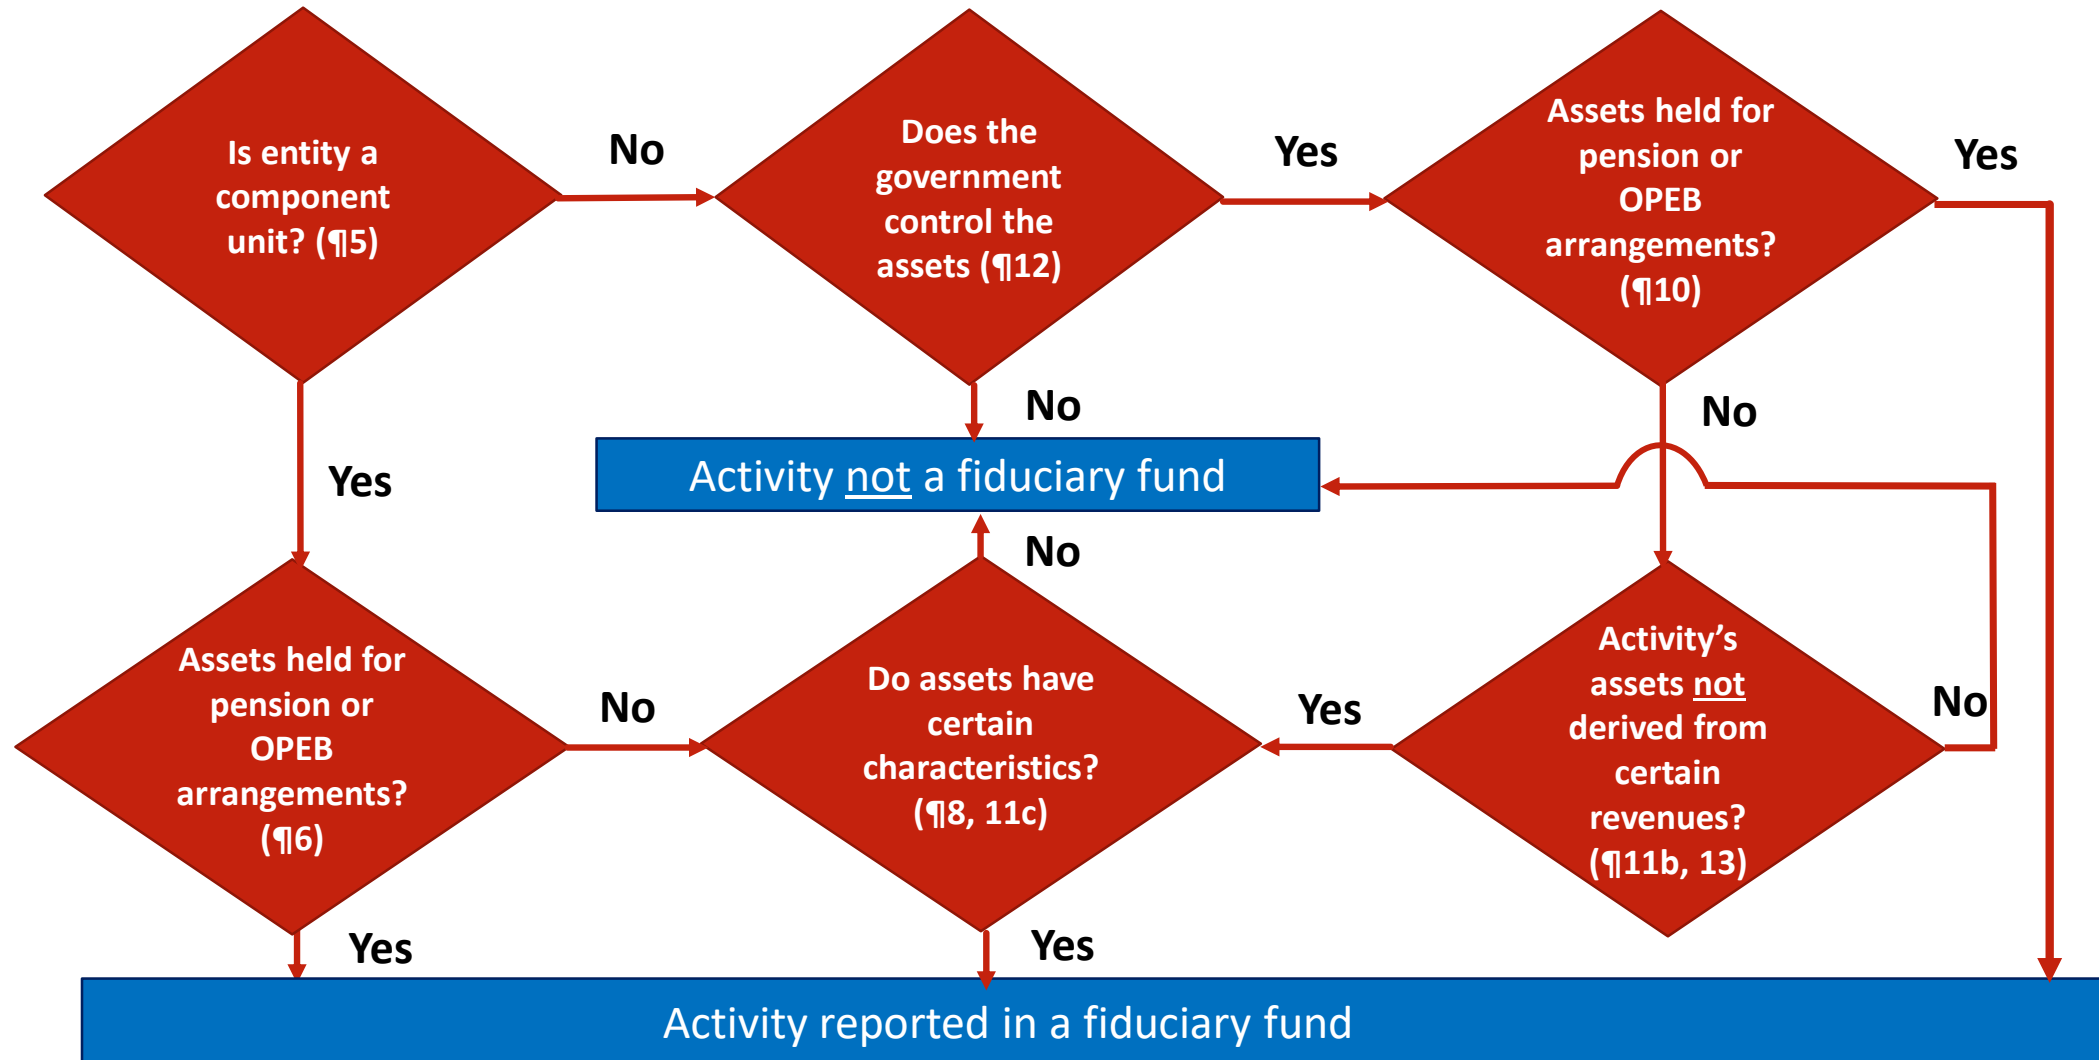 Is entity a
component
unit? (¶5)
No
Does the
government
control the
assets (¶12)
Yes
Assets held for
pension or
OPEB
arrangements?
(¶10)
Yes
No
No
Activity not a fiduciary fund
Yes
No
Assets held for
pension or
OPEB
arrangements?
(¶6)
No
Do assets have
certain
characteristics?
(¶8, 11c)
Yes
Activity’s
assets not
derived from
certain
revenues?
(¶11b, 13)
No
Yes
Yes
Activity reported in a fiduciary fund